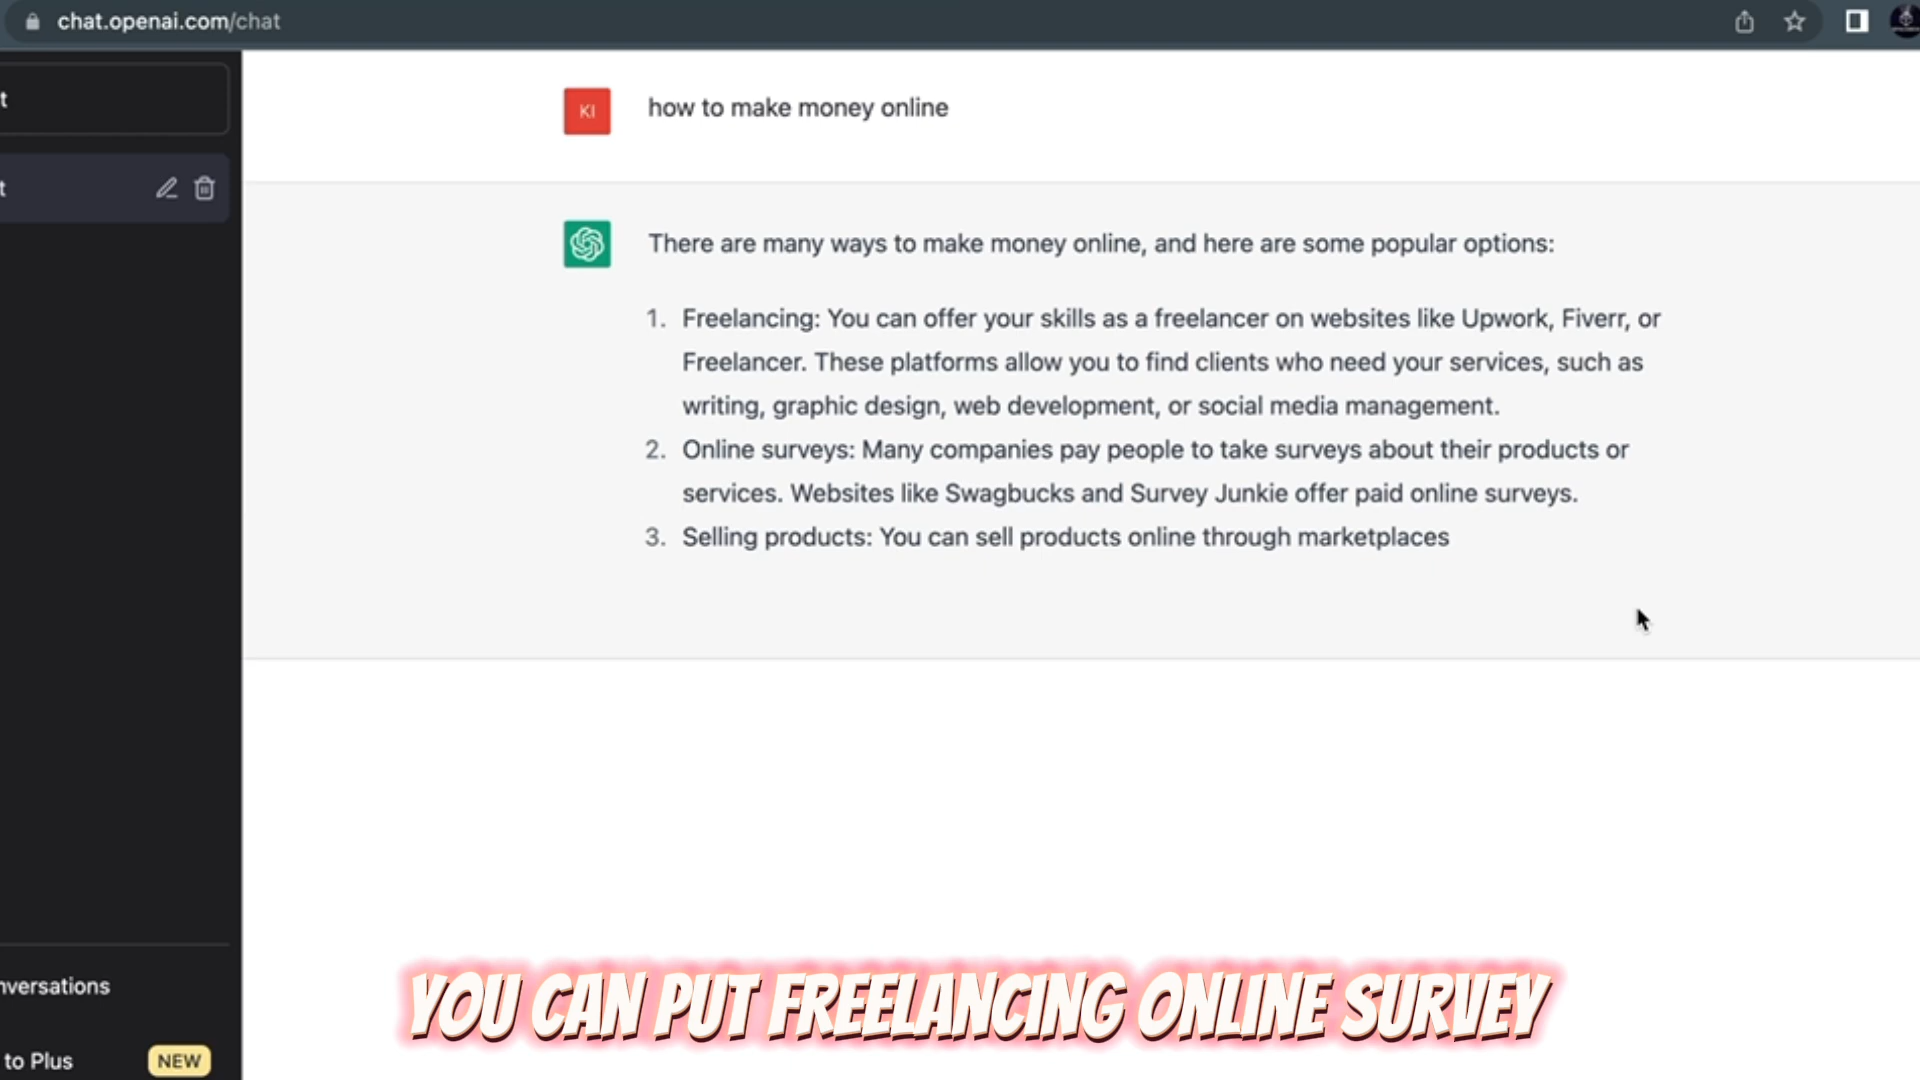 chat.openai.com/chat
t
KI
how to make money online
t
There are many ways to make money online, and here are some popular options:
1. Freelancing: You can offer your skills as a freelancer on websites like Upwork, Fiverr, or
Freelancer. These platforms allow you to find clients who need your services, such as
writing, graphic design, web development, or social media management.
2. Online surveys: Many companies pay people to take surveys about their products or
services. Websites like Swagbucks and Survey Junkie offer paid online surveys.
3. Selling products: You can sell products online through marketplaces
nversations
YOU CAN PUT FREELANCING ONLINE SURVEY
to Plus
NEW